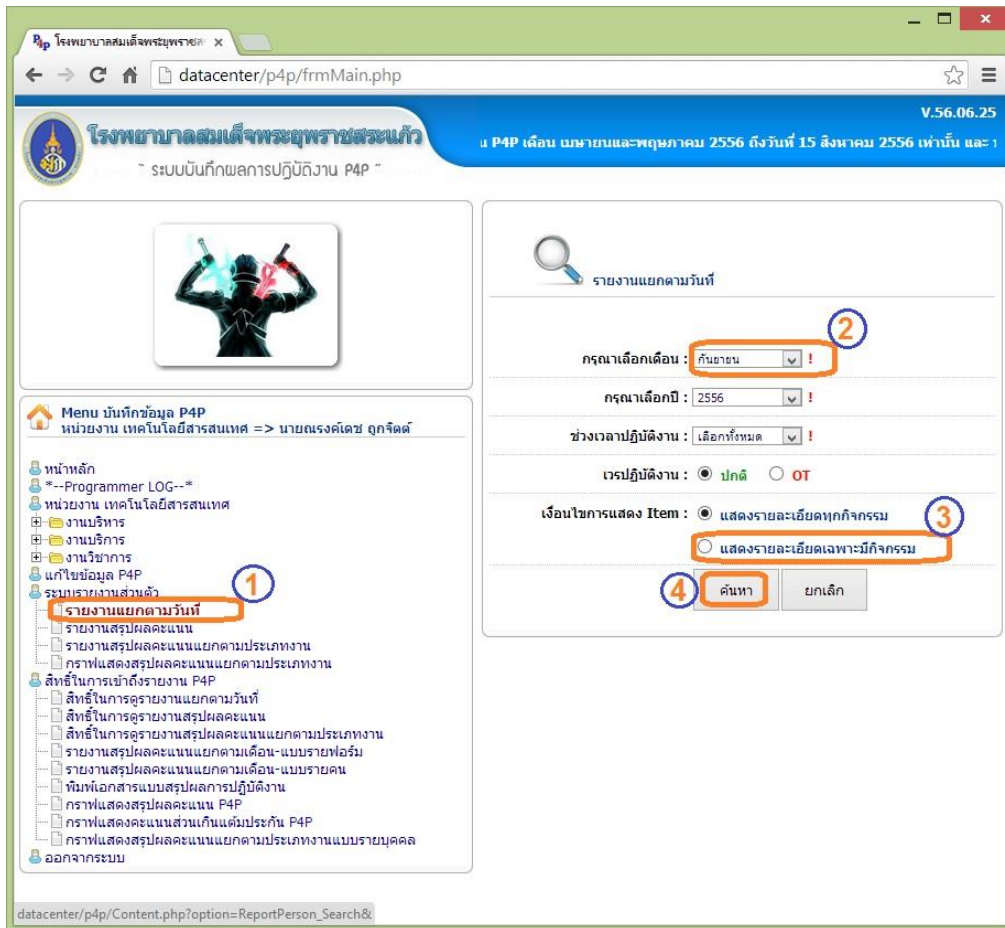 P4P โรงพยาบาลสมเด็จพระยุพราชส x
datacenter/p4p/frmMain.php
V.56.06.25
โรงพยาบาลสมเด็จพระยุพราชสระแก้ว
น P4P เดือน เมษายนและพฤษภาคม 2556 ถึงวันที่ 15 สิงหาคม 2556 เท่านั้น และ
~ ระบบบันทึกผลการปฏิบัติงาน P4P ~
Menu บันทึกข้อมูล P4P
หน่วยงาน เทคโนโลยีสารสนเทศ => นายณรงค์เดช ถูกจิตต์
หน้าหลัก
*--Programmer LOG--*
หน่วยงาน เทคโนโลยีสารสนเทศ
งานบริหาร
งานบริการ
งานวิชาการ
แก้ไขข้อมูล P4P
ระบบรายงานส่วนตัว
1
รายงานแยกตามวันที่
รายงานสรุปผลคะแนน
รายงานสรุปผลคะแนนแยกตามประเภทงาน
กราฟแสดงสรุปผลคะแนนแยกตามประเภทงาน
สิทธิ์ในการเข้าถึงรายงาน P4P
สิทธิ์ในการดูรายงานแยกตามวันที่
สิทธิ์ในการดูรายงานสรุปผลคะแนน
สิทธิ์ในการดูรายงานสรุปผลคะแนนแยกตามประเภทงาน
รายงานสรุปผลคะแนนแยกตามเดือน-แบบรายฟอร์ม
รายงานสรุปผลคะแนนแยกตามเดือน-แบบรายคน
พิมพ์เอกสารแบบสรุปผลการปฏิบัติงาน
กราฟแสดงสรุปผลคะแนน P4P
กราฟแสดงคะแนนส่วนเกินแต้มประกัน P4P
กราฟแสดงสรุปผลคะแนนแยกตามประเภทงานแบบรายบุคคล
ออกจากระบบ
รายงานแยกตามวันที่
2
กรุณาเลือกเดือน : กันยายน !
กรุณาเลือกปี : 2556 !
ช่วงเวลาปฏิบัติงาน : เลือกทั้งหมด !
เวรปฏิบัติงาน : ปกติ OT
เงื่อนไขการแสดง Item : แสดงรายละเอียดทุกกิจกรรม
3
แสดงรายละเอียดเฉพาะมีกิจกรรม
4 ค้นหา ยกเลิก
datacenter/p4p/Content.php?option=ReportPerson_Search&